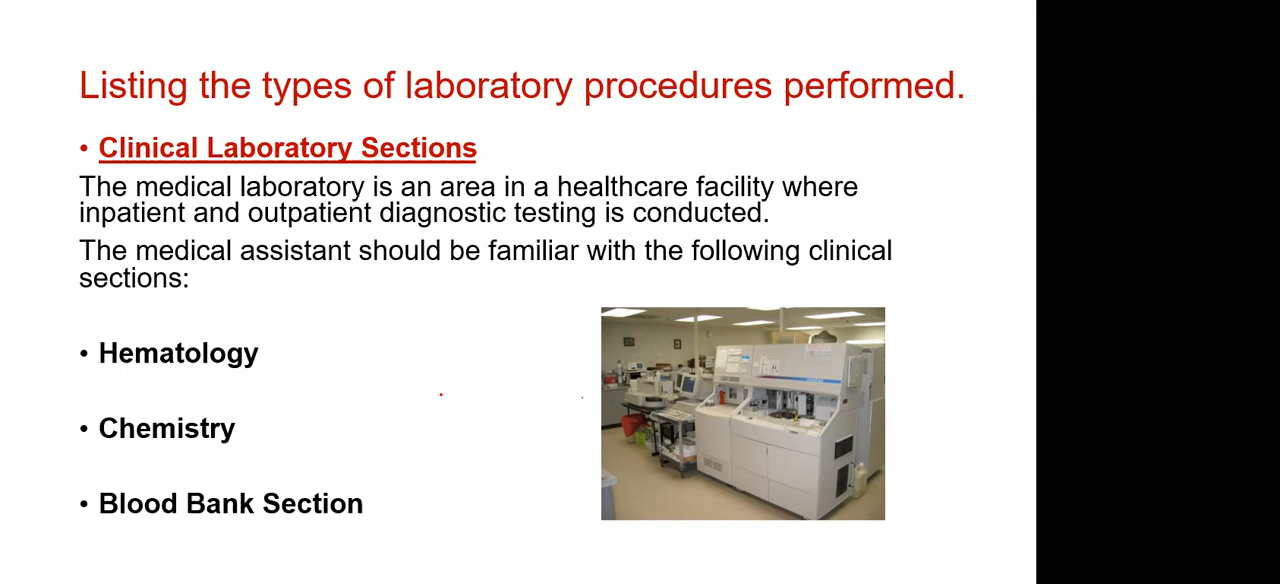 Listing the types of laboratory procedures performed.
• Clinical Laboratory Sections
The medical laboratory is an area in a healthcare facility where
inpatient and outpatient diagnostic testing is conducted.
The medical assistant should be familiar with the following clinical
sections:
• Hematology
• Chemistry
• Blood Bank Section